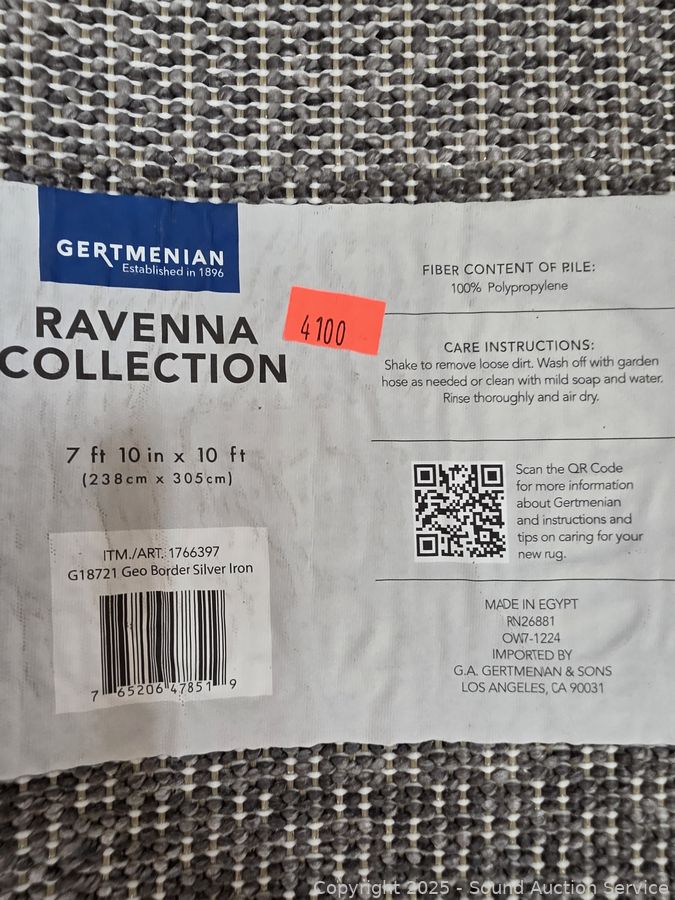 GERTMENIAN
Established in 1896
RAVENNA
COLLECTION
4100
7 ft 10 in x 10 ft
(238cm x 305cm)
ITM./ART. 1766397
G18721 Geo Border Silver Iron
7 65206 47851 9
FIBER CONTENT OF PILE:
100% Polypropylene
CARE INSTRUCTIONS:
Shake to remove loose dirt. Wash off with garden
hose as needed or clean with mild soap and water.
Rinse thoroughly and air dry.
Scan the QR Code
for more information
about Gertmenian
and instructions and
tips on caring for your
new rug.
MADE IN EGYPT
RN26881
OW7-1224
IMPORTED BY
G.A. GERTMENAN & SONS
LOS ANGELES, CA 90031
Copyright 2025 - Sound Auction Service